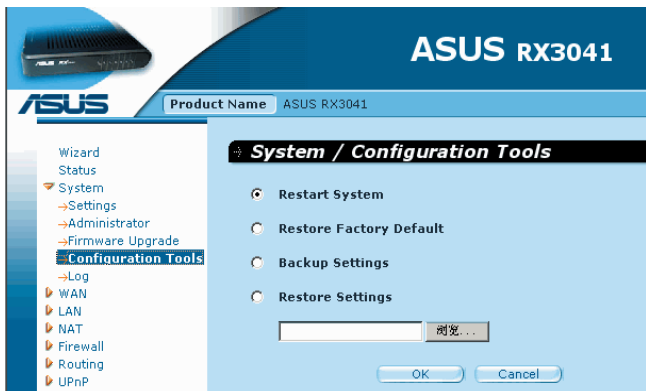 ASUS RX3041
ASUS
Product Name ASUS RX3041
Wizard
Status
System
→Settings
→Administrator
→Firmware Upgrade
→Configuration Tools
→Log
WAN
LAN
NAT
Firewall
Routing
UPnP
System / Configuration Tools
Restart System
Restore Factory Default
Backup Settings
Restore Settings
浏览...
OK
Cancel